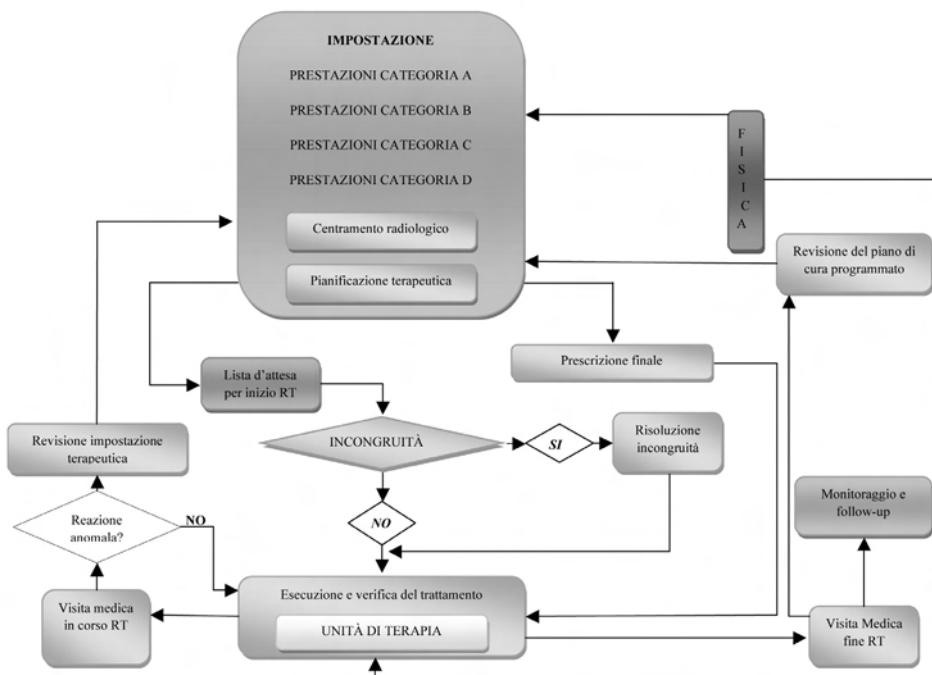 IMPOSTAZIONE
PRESTAZIONI CATEGORIA A
PRESTAZIONI CATEGORIA B
PRESTAZIONI CATEGORIA C
PRESTAZIONI CATEGORIA D
Centramento radiologico
Pianificazione terapeutica
FISICA
Revisione del piano di
cura programmato
Prescrizione finale
Lista d'attesa
per inizio RT
INCONGRUITÀ
SI
Risoluzione
incongruità
Revisione impostazione
terapeutica
Monitoraggio e
follow-up
Reazione
anomala?
NO
NO
Esecuzione e verifica del trattamento
UNITÀ DI TERAPIA
Visita medica
in corso RT
Visita Medica
fine RT